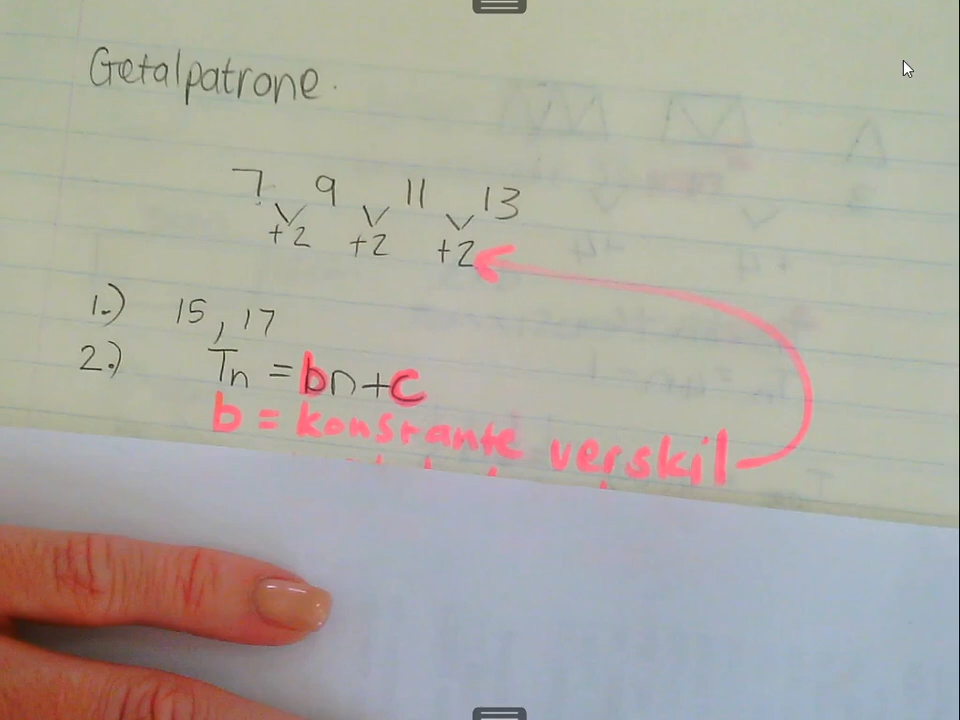 Getalpatrone.
7 9 11 13
+2 +2 +2
1.) 15, 17
2.) Tn = bn+c
b = konstante verskil